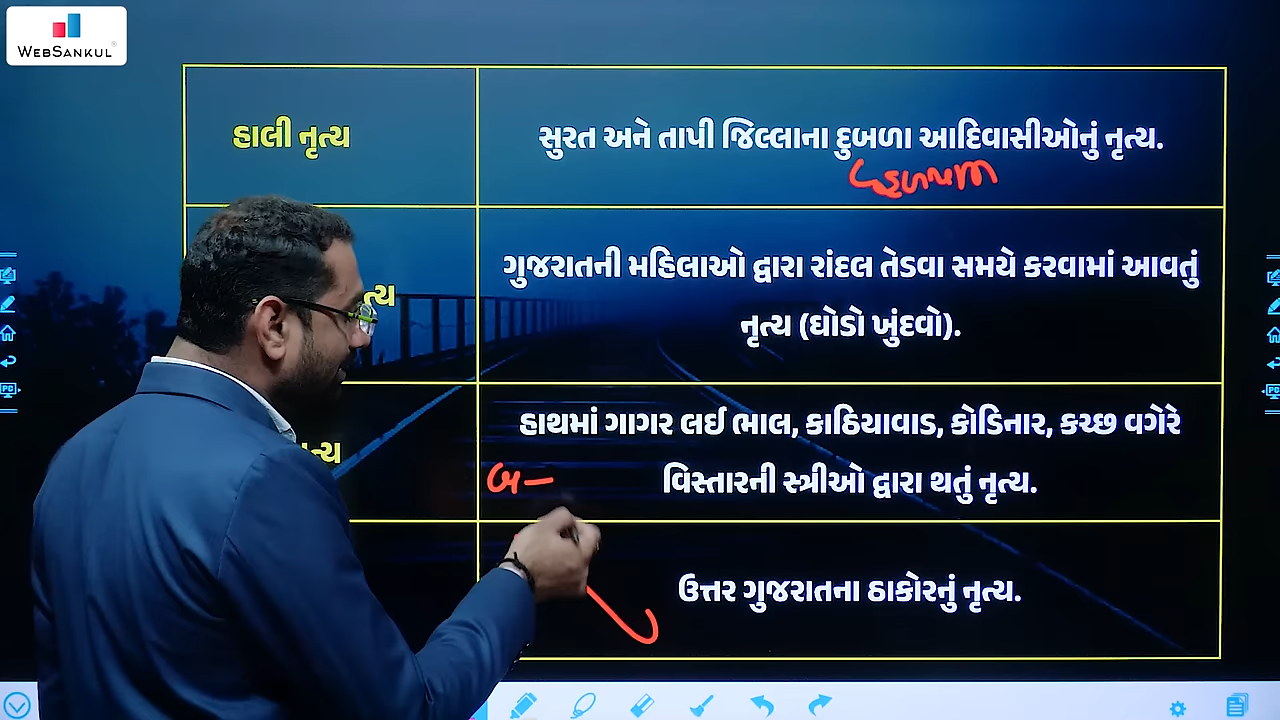 WEBSANKUL
હાલી નૃત્ય
સુરત અને તાપી જિલ્લાના દુબળા આદિવાસીઓનું નૃત્ય.
ગુજરાતની મહિલાઓ દ્વારા રાંદલ તેડવા સમયે કરવામાં આવતું
નૃત્ય (ઘોડો ખુંદવો).
હાથમાં ગાગર લઈ ભાલ, કાઠિયાવાડ, કોડિનાર, કચ્છ વગેરે
વિસ્તારની સ્ત્રીઓ દ્વારા થતું નૃત્ય.
ઉત્તર ગુજરાતના ઠાકોરનું નૃત્ય.